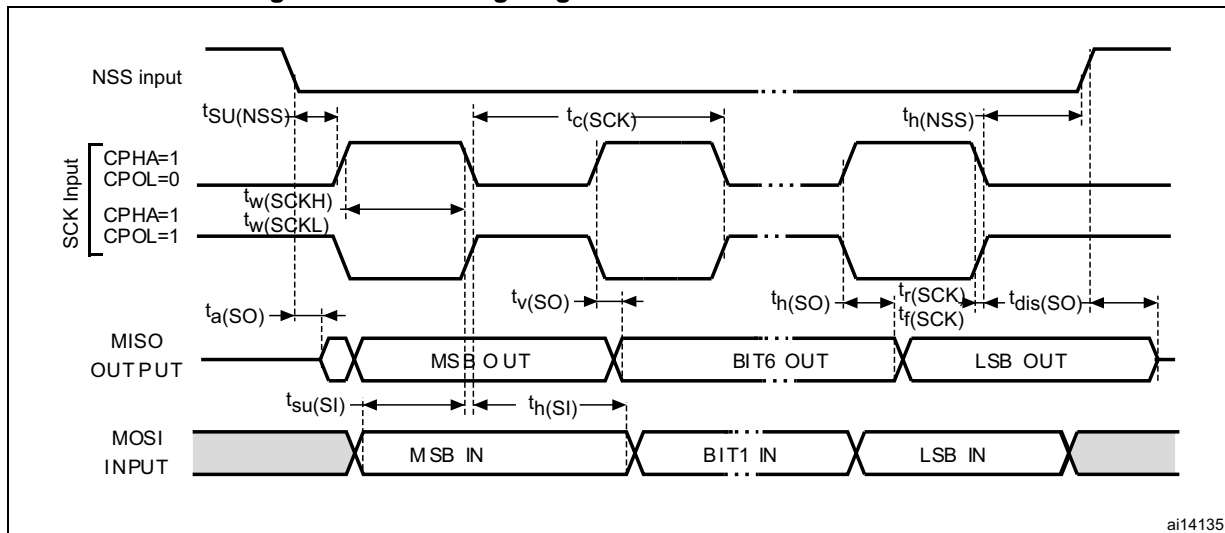 NSS input
tSU(NSS)
tc(SCK)
th(NSS)
SCK Input
CPHA=1
CPOL=0
tw(SCKH)
tw(SCKL)
CPHA=1
CPOL=1
ta(SO)
tv(SO)
th(SO)
tr(SCK)
tf(SCK)
tdis(SO)
MISO
OUTPUT
MSB OUT
BIT6 OUT
LSB OUT
tsu(SI)
th(SI)
MOSI
INPUT
MSB IN
BIT1 IN
LSB IN
ai14135